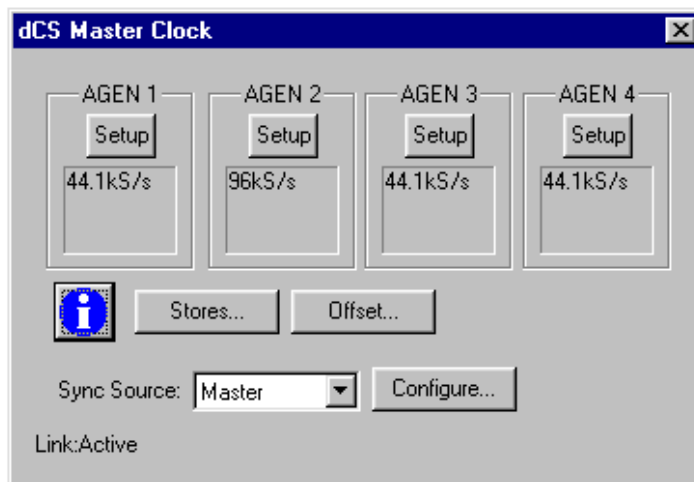 dCS Master Clock
AGEN 1 AGEN 2 AGEN 3 AGEN 4
Setup Setup Setup Setup
44.1kS/s 96kS/s 44.1kS/s 44.1kS/s
i Stores... Offset...
Sync Source: Master Configure...
Link:Active